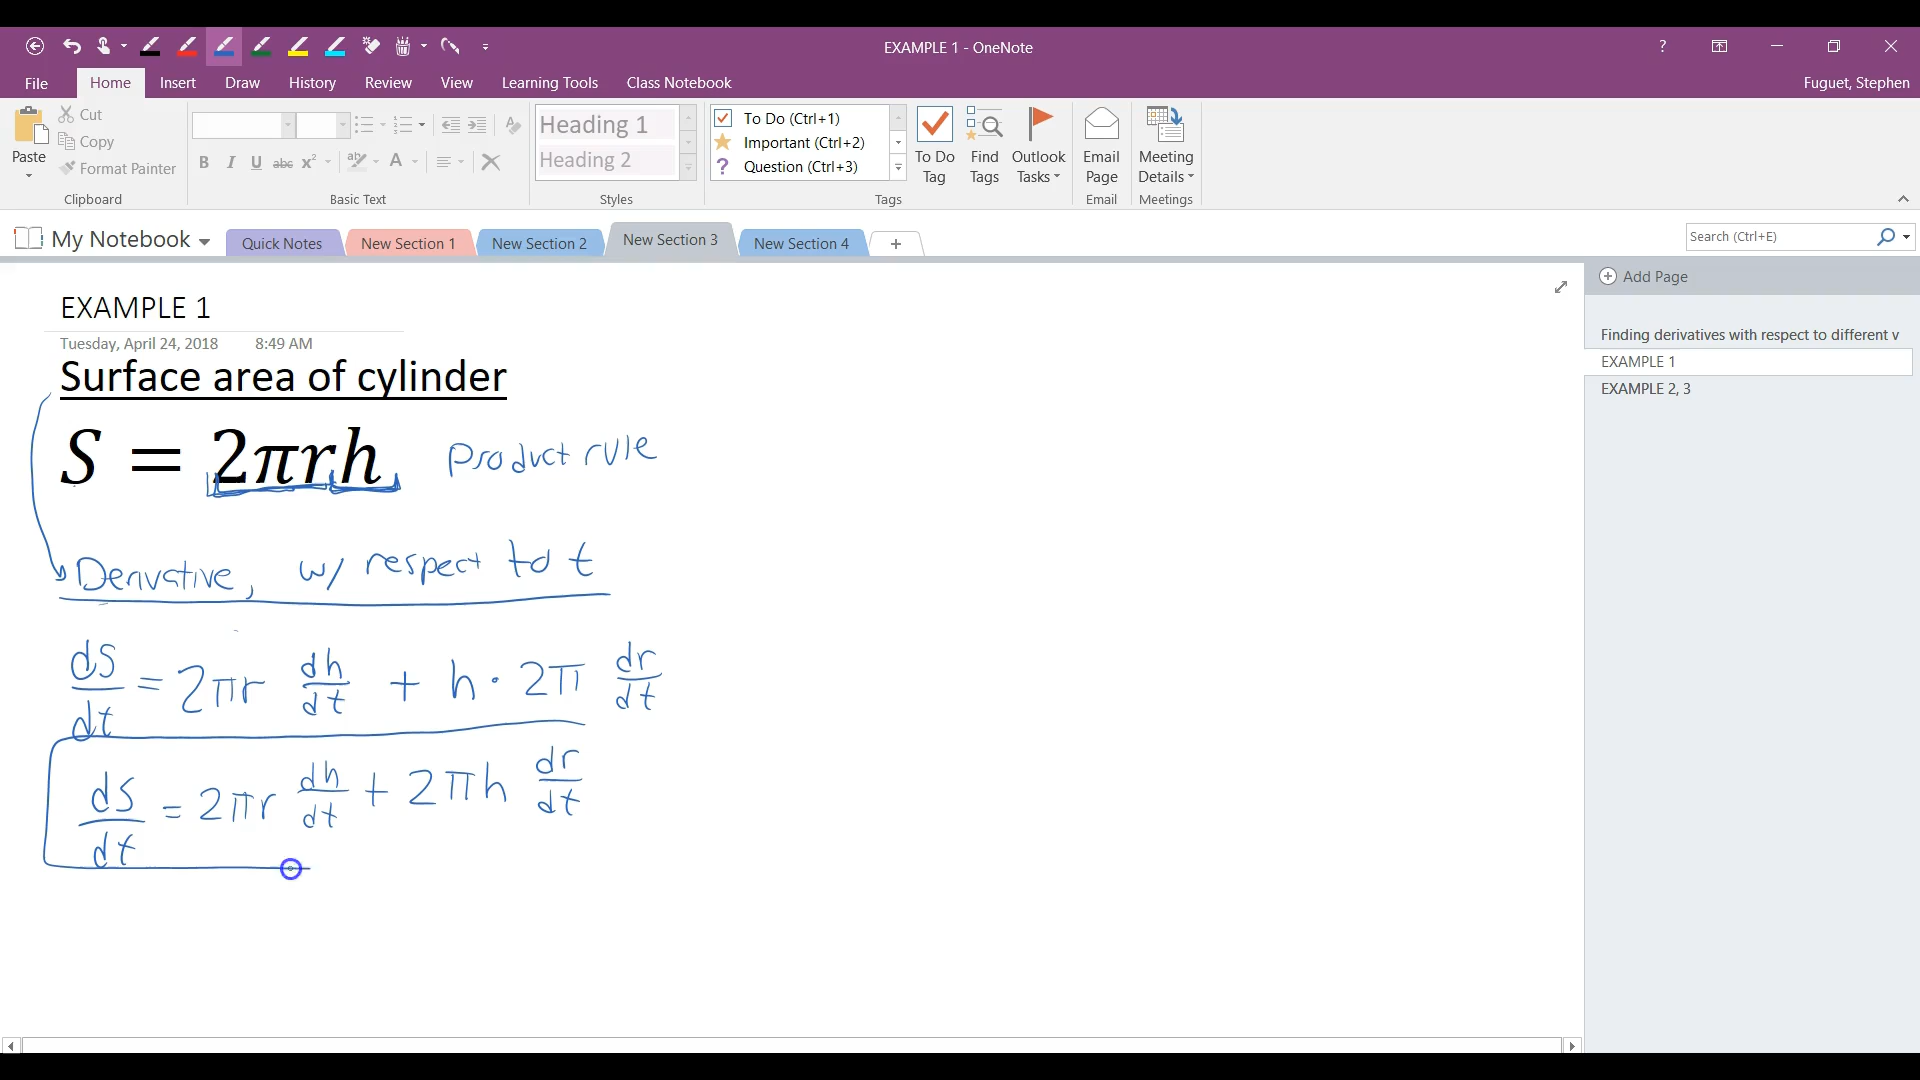 EXAMPLE 1 - OneNote
?
File Home Insert Draw History Review View Learning Tools Class Notebook
Fuguet, Stephen
Paste
Cut
Copy
Format Painter
Clipboard
B I U abc x² ab A
Basic Text
Heading 1
Heading 2
Styles
To Do (Ctrl+1)
Important (Ctrl+2)
? Question (Ctrl+3)
To Do Tag
Find Tags
Outlook Tasks
Tags
Email Page
Email
Meeting Details
Meetings
My Notebook
Quick Notes
New Section 1
New Section 2
New Section 3
New Section 4
+
Search (Ctrl+E)
EXAMPLE 1
Tuesday, April 24, 2018 8:49 AM
Surface area of cylinder
S = 2πrh Product rule
Derivative, w/ respect to t
dS/dt = 2πr dh/dt + h · 2π dr/dt
dS/dt = 2πr dh/dt + 2πh dr/dt
Add Page
Finding derivatives with respect to different v
EXAMPLE 1
EXAMPLE 2, 3